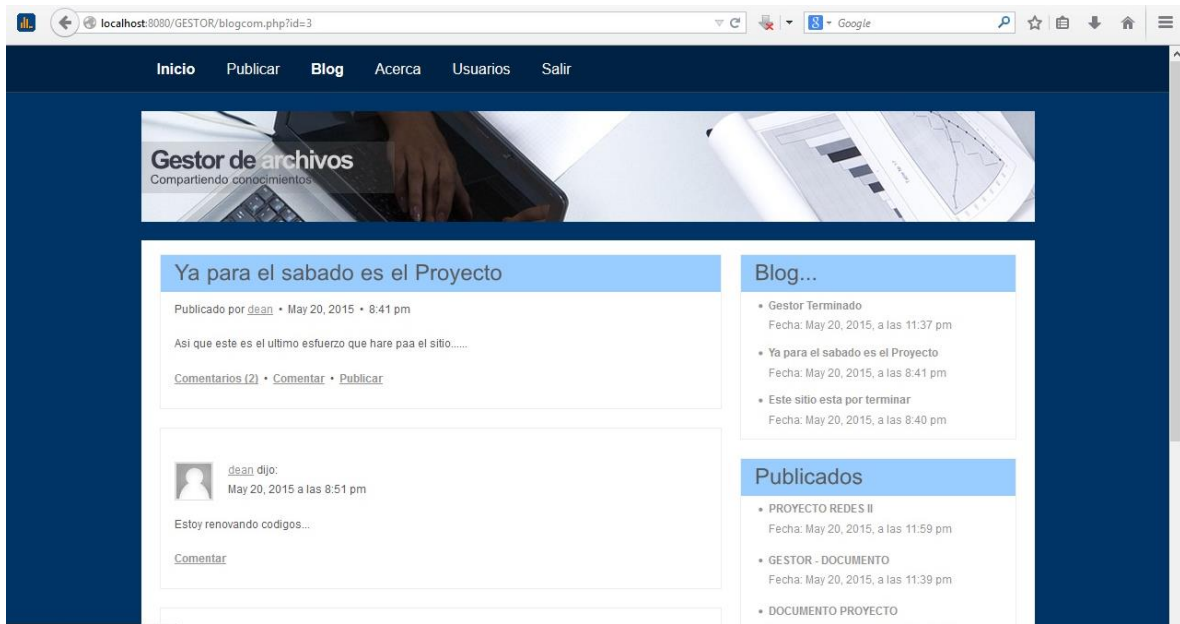 localhost:8080/GESTOR/blogcom.php?id=3
Google
Inicio Publicar Blog Acerca Usuarios Salir
Gestor de archivos
Compartiendo conocimientos
Ya para el sabado es el Proyecto
Publicado por dean • May 20, 2015 • 8:41 pm
Asi que este es el ultimo esfuerzo que hare paa el sitio......
Comentarios (2) • Comentar • Publicar
dean dijo:
May 20, 2015 a las 8:51 pm
Estoy renovando codigos...
Comentar
Blog...
• Gestor Terminado
Fecha: May 20, 2015, a las 11:37 pm
• Ya para el sabado es el Proyecto
Fecha: May 20, 2015, a las 8:41 pm
• Este sitio esta por terminar
Fecha: May 20, 2015, a las 8:40 pm
Publicados
• PROYECTO REDES II
Fecha: May 20, 2015, a las 11:59 pm
• GESTOR - DOCUMENTO
Fecha: May 20, 2015, a las 11:39 pm
• DOCUMENTO PROYECTO